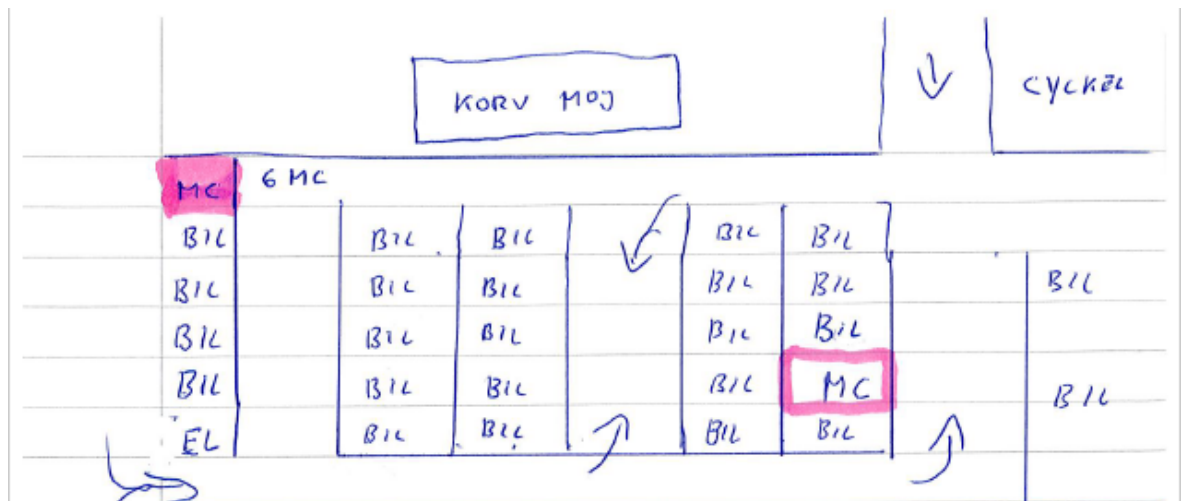 KORV MOJ
CYCKEL
MC 6 MC
BIL BIL BIL BIL BIL
BIL BIL BIL BIL BIL BIL
BIL BIL BIL BIL BIL
BIL BIL BIL BIL MC BIL
EL BIL BIL BIL BIL